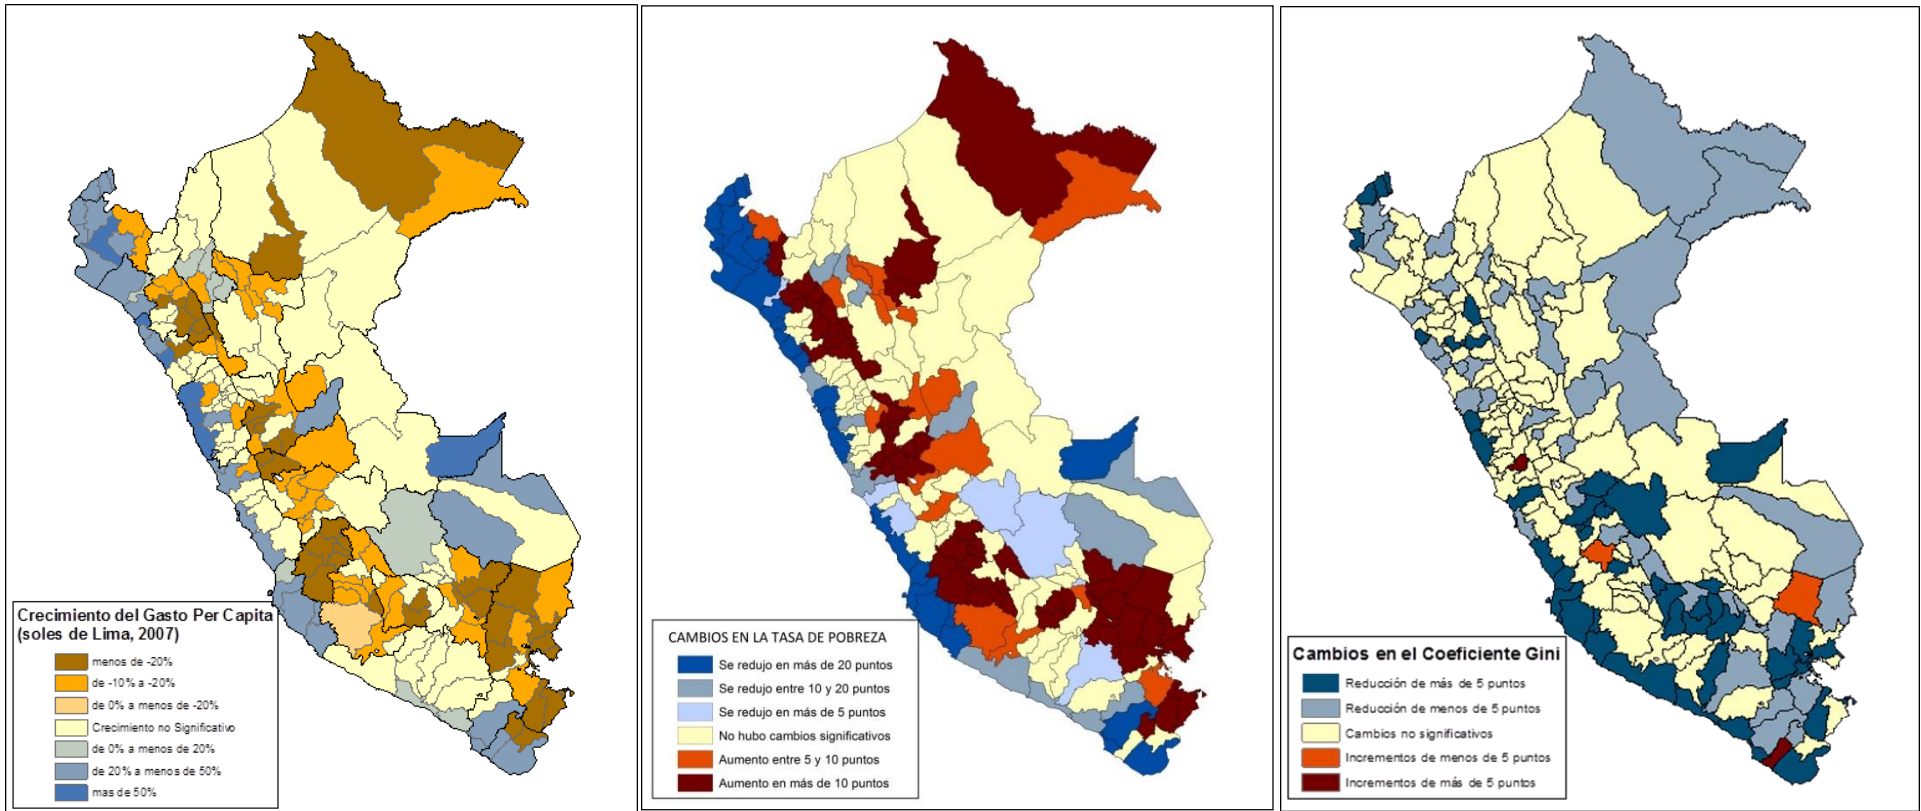 Crecimiento del Gasto Per Capita
(soles de Lima, 2007)
menos de -20%
de -10% a -20%
de 0% a menos de -20%
Crecimiento no Significativo
de 0% a menos de 20%
de 20% a menos de 50%
mas de 50%
CAMBIOS EN LA TASA DE POBREZA
Se redujo en más de 20 puntos
Se redujo entre 10 y 20 puntos
Se redujo en más de 5 puntos
No hubo cambios significativos
Aumento entre 5 y 10 puntos
Aumento en más de 10 puntos
Cambios en el Coeficiente Gini
Reducción de más de 5 puntos
Reducción de menos de 5 puntos
Cambios no significativos
Incrementos de menos de 5 puntos
Incrementos de más de 5 puntos